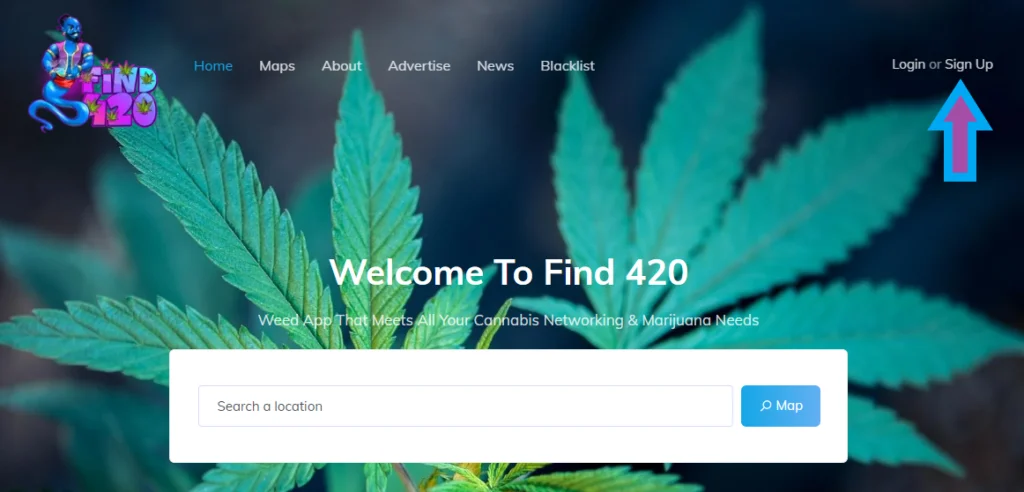 FIND
420
Home Maps About Advertise News Blacklist
Login or Sign Up
Welcome To Find 420
Weed App That Meets All Your Cannabis Networking & Marijuana Needs
Search a location
Map